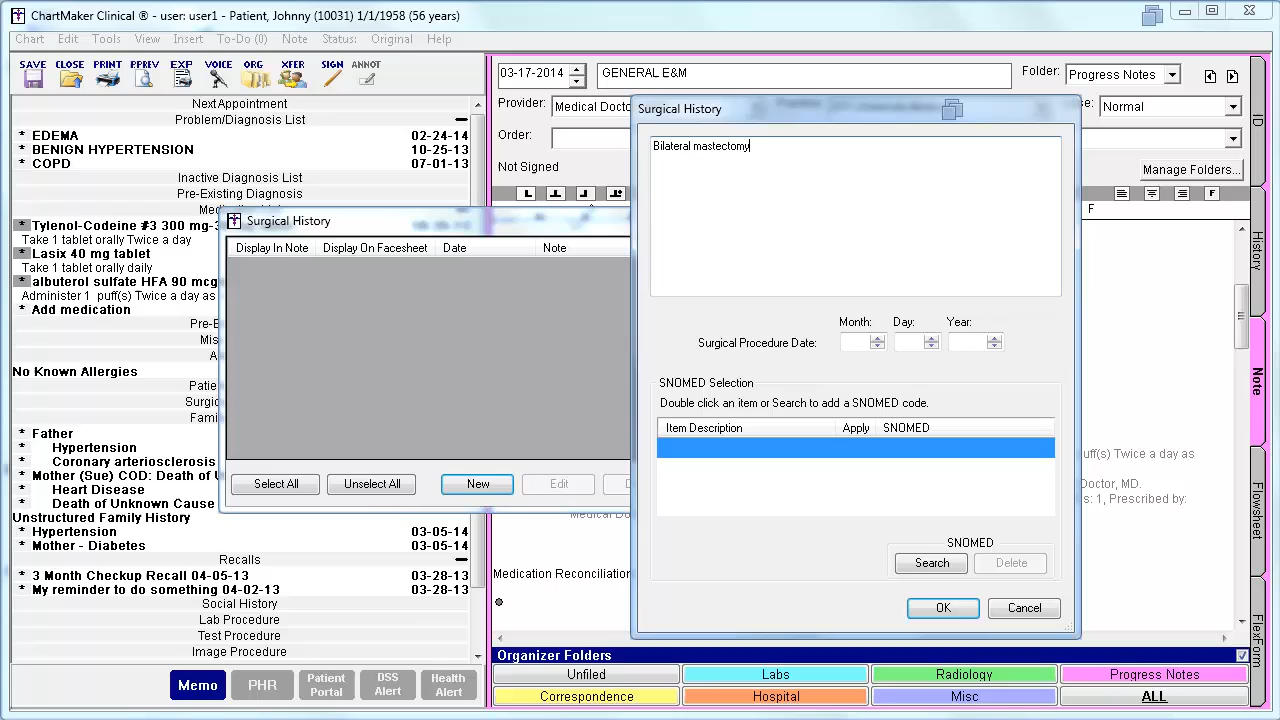 ChartMaker Clinical ® - user: user1 - Patient, Johnny (10031) 1/1/1958 (56 years)
Chart Edit Tools View Insert To-Do (0) Note Status: Original Help
SAVE CLOSE PRINT PPREV EXP VOICE ORG XFER SIGN ANNOT
NextAppointment
Problem/Diagnosis List
* EDEMA 02-24-14
* BENIGN HYPERTENSION 10-25-13
* COPD 07-01-13
Inactive Diagnosis List
Pre-Existing Diagnosis
* Tylenol-Codeine #3 300 mg-3
Take 1 tablet orally Twice a day
* Lasix 40 mg tablet
Take 1 tablet orally daily
* albuterol sulfate HFA 90 mcg
Administer 1 puff(s) Twice a day as
* Add medication
Pre-E
Mis
A
No Known Allergies
Patie
Surgic
Fami
* Father
* Hypertension
* Coronary arteriosclerosis
* Mother (Sue) COD: Death of U
* Heart Disease
* Death of Unknown Cause
Unstructured Family History
* Hypertension 03-05-14
* Mother - Diabetes 03-05-14
Recalls
* 3 Month Checkup Recall 04-05-13 03-28-13
* My reminder to do something 04-02-13 03-28-13
Social History
Lab Procedure
Test Procedure
Image Procedure
Memo PHR Patient Portal DSS Alert Health Alert
03-17-2014 GENERAL E&M Folder: Progress Notes
Provider: Medical Docto Normal
Order:
Not Signed
Manage Folders...
F
F
Surgical History
Display In Note Display On Facesheet Date Note
Select All Unselect All New Edit D
Surgical History
Bilateral mastectomy
Month: Day: Year:
Surgical Procedure Date:
SNOMED Selection
Double click an item or Search to add a SNOMED code.
Item Description Apply SNOMED
SNOMED
Search Delete
OK Cancel
uff(s) Twice a day as
Doctor, MD.
s: 1, Prescribed by:
Medical Do
Medication Reconciliation
ID
History
Note
Flowsheet
FlexForm
Organizer Folders
Unfiled Labs Radiology Progress Notes
Correspondence Hospital Misc ALL